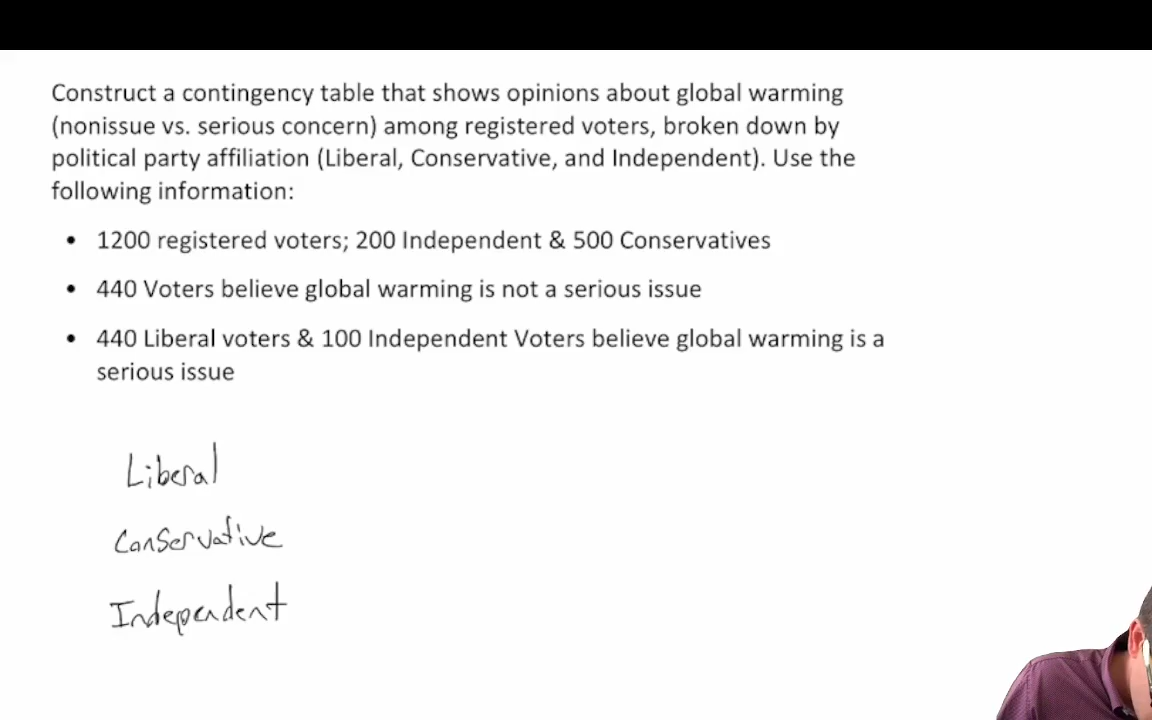 Construct a contingency table that shows opinions about global warming
(nonissue vs. serious concern) among registered voters, broken down by
political party affiliation (Liberal, Conservative, and Independent). Use the
following information:
• 1200 registered voters; 200 Independent & 500 Conservatives
• 440 Voters believe global warming is not a serious issue
• 440 Liberal voters & 100 Independent Voters believe global warming is a
serious issue
Liberal
Conservative
Independent